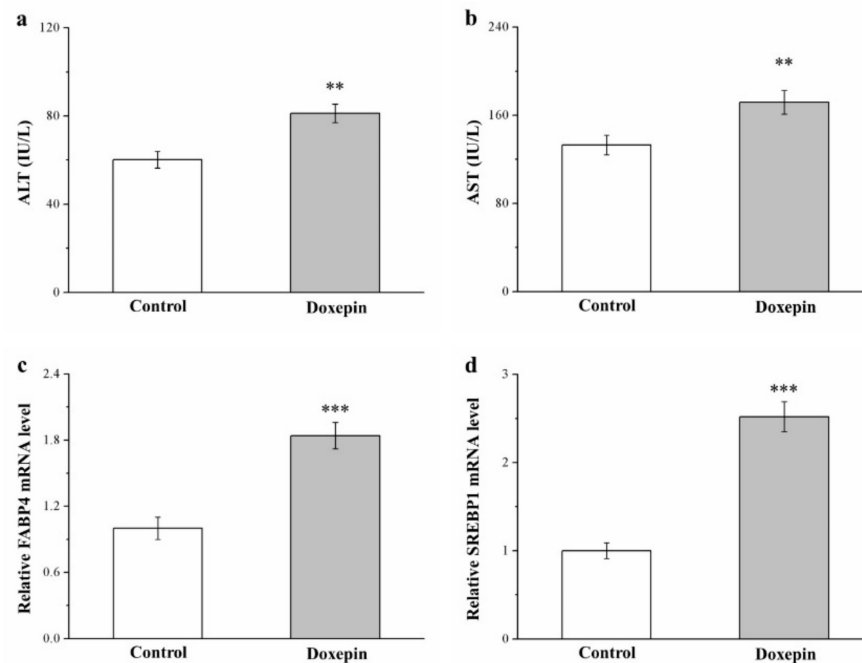 a
120
80
40
0
ALT (IU/L)
**
Control
Doxepin
b
240
160
80
0
AST (IU/L)
**
Control
Doxepin
c
2.4
1.8
1.2
0.6
0.0
Relative FABP4 mRNA level
***
Control
Doxepin
d
3
2
1
0
Relative SREBP1 mRNA level
***
Control
Doxepin